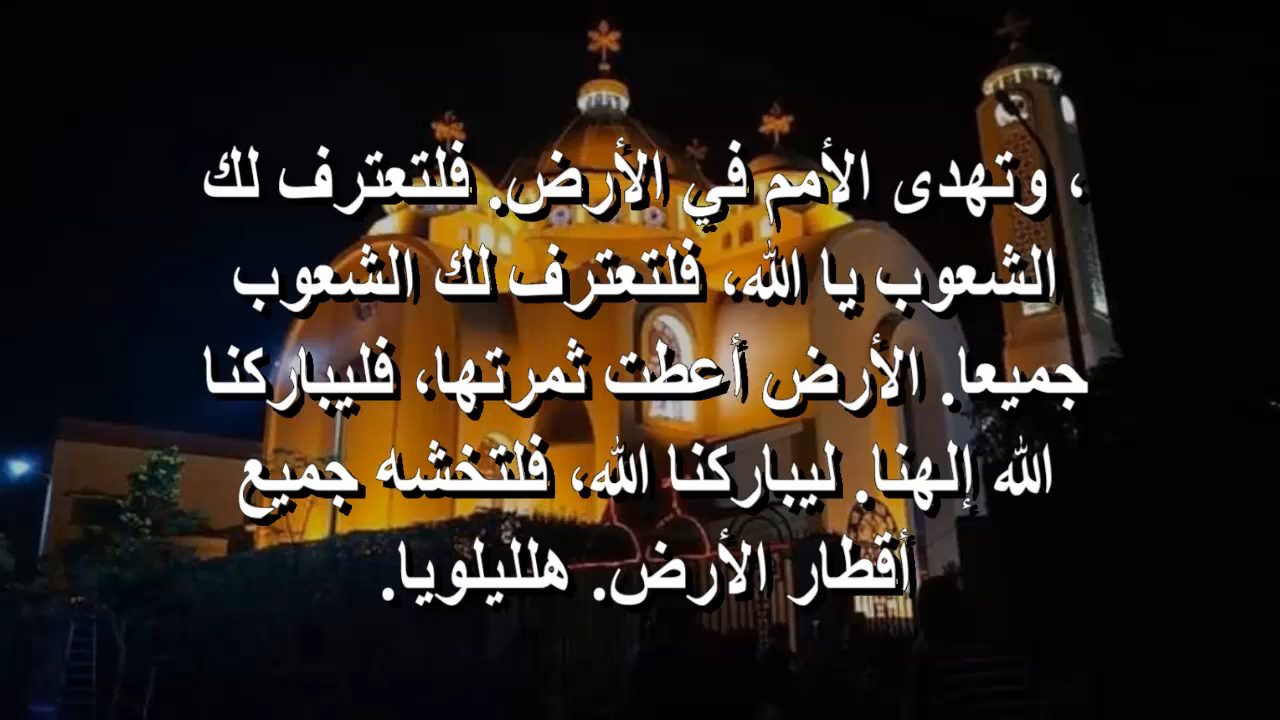 ، وتهدى الأمم في الأرض. فلتعترف لك
الشعوب يا الله، فلتعترف لك الشعوب
جميعا. الأرض أعطت ثمرتها، فليباركنا
الله إلهنا. ليباركنا الله، فلتخشه جميع
أقطار الأرض. هلليلويا.